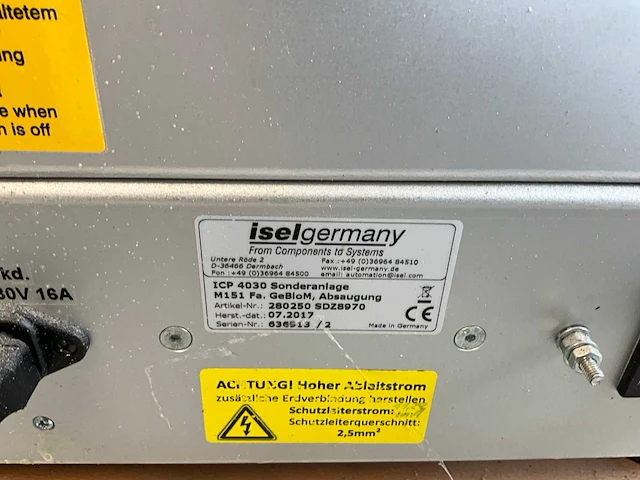 ltetem
ng
e when
n is off
kd.
30V 16A
iselgermany
From Components to Systems
Untere Röde 2
D-36466 Dermbach
Fon :+49 (0)36964 84500
Fax :+49 (0)36964 84510
www.isel-germany.de
email: automation@isel.com
ICP 4030 Sonderanlage
M151 Fa. GeBloM, Absaugung
Artikel-Nr.: 280250 SDZ8970
Herst.-dat.: 07.2017
Serien-Nr.: 636513 /2
CE
Made in Germany
ACHTUNG! Hoher Ableitstrom
zusätzliche Erdverbindung herstellen
Schutzleiterstrom:
Schutzleiterquerschnitt:
2,5mm²